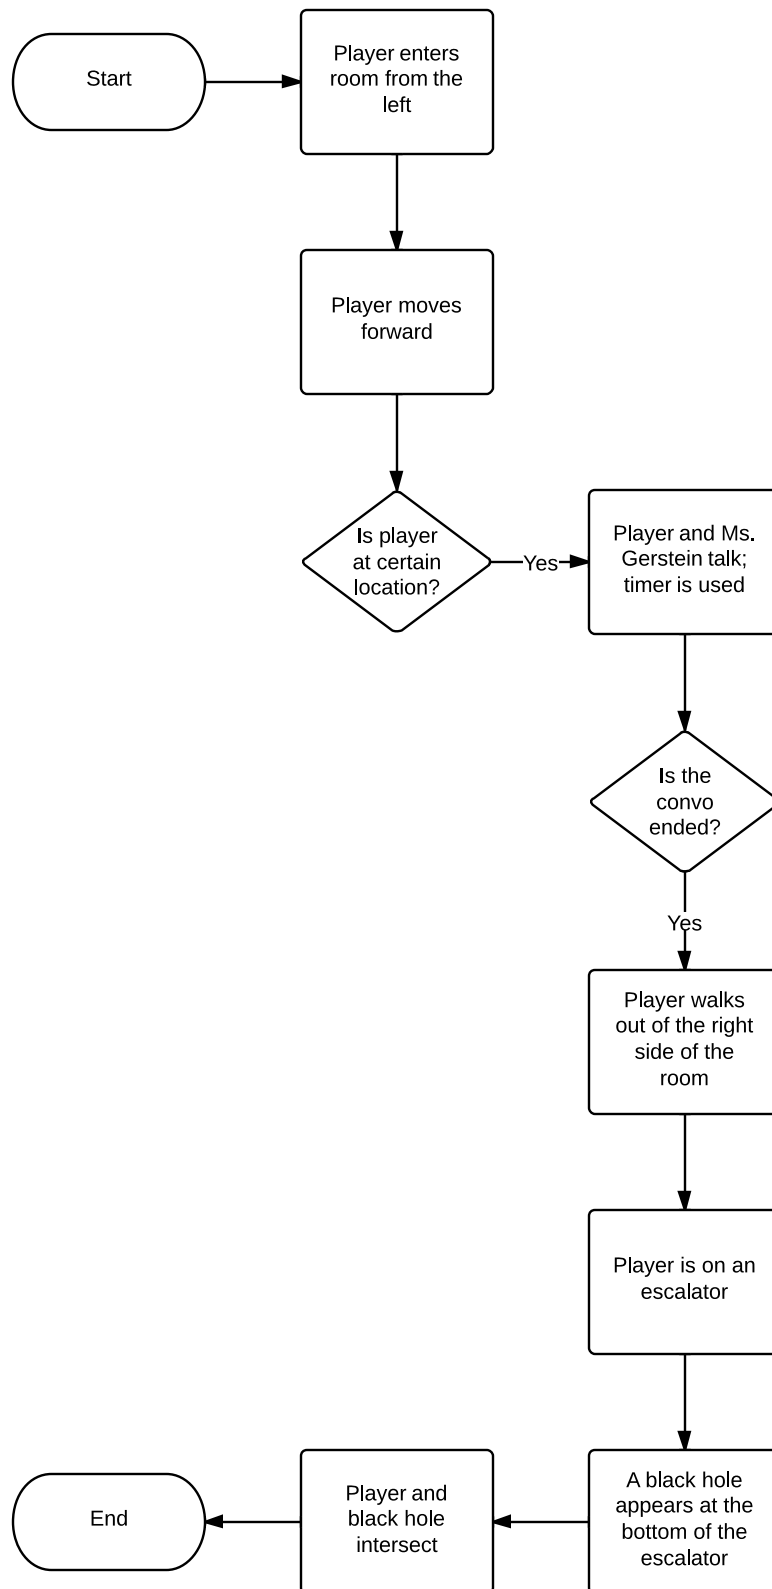 Start
Player enters
room from the
left
Player moves
forward
Is player
at certain
location?
Yes
Player and Ms.
Gerstein talk;
timer is used
Is the
convo
ended?
Yes
Player walks
out of the right
side of the
room
Player is on an
escalator
A black hole
appears at the
bottom of the
escalator
Player and
black hole
intersect
End